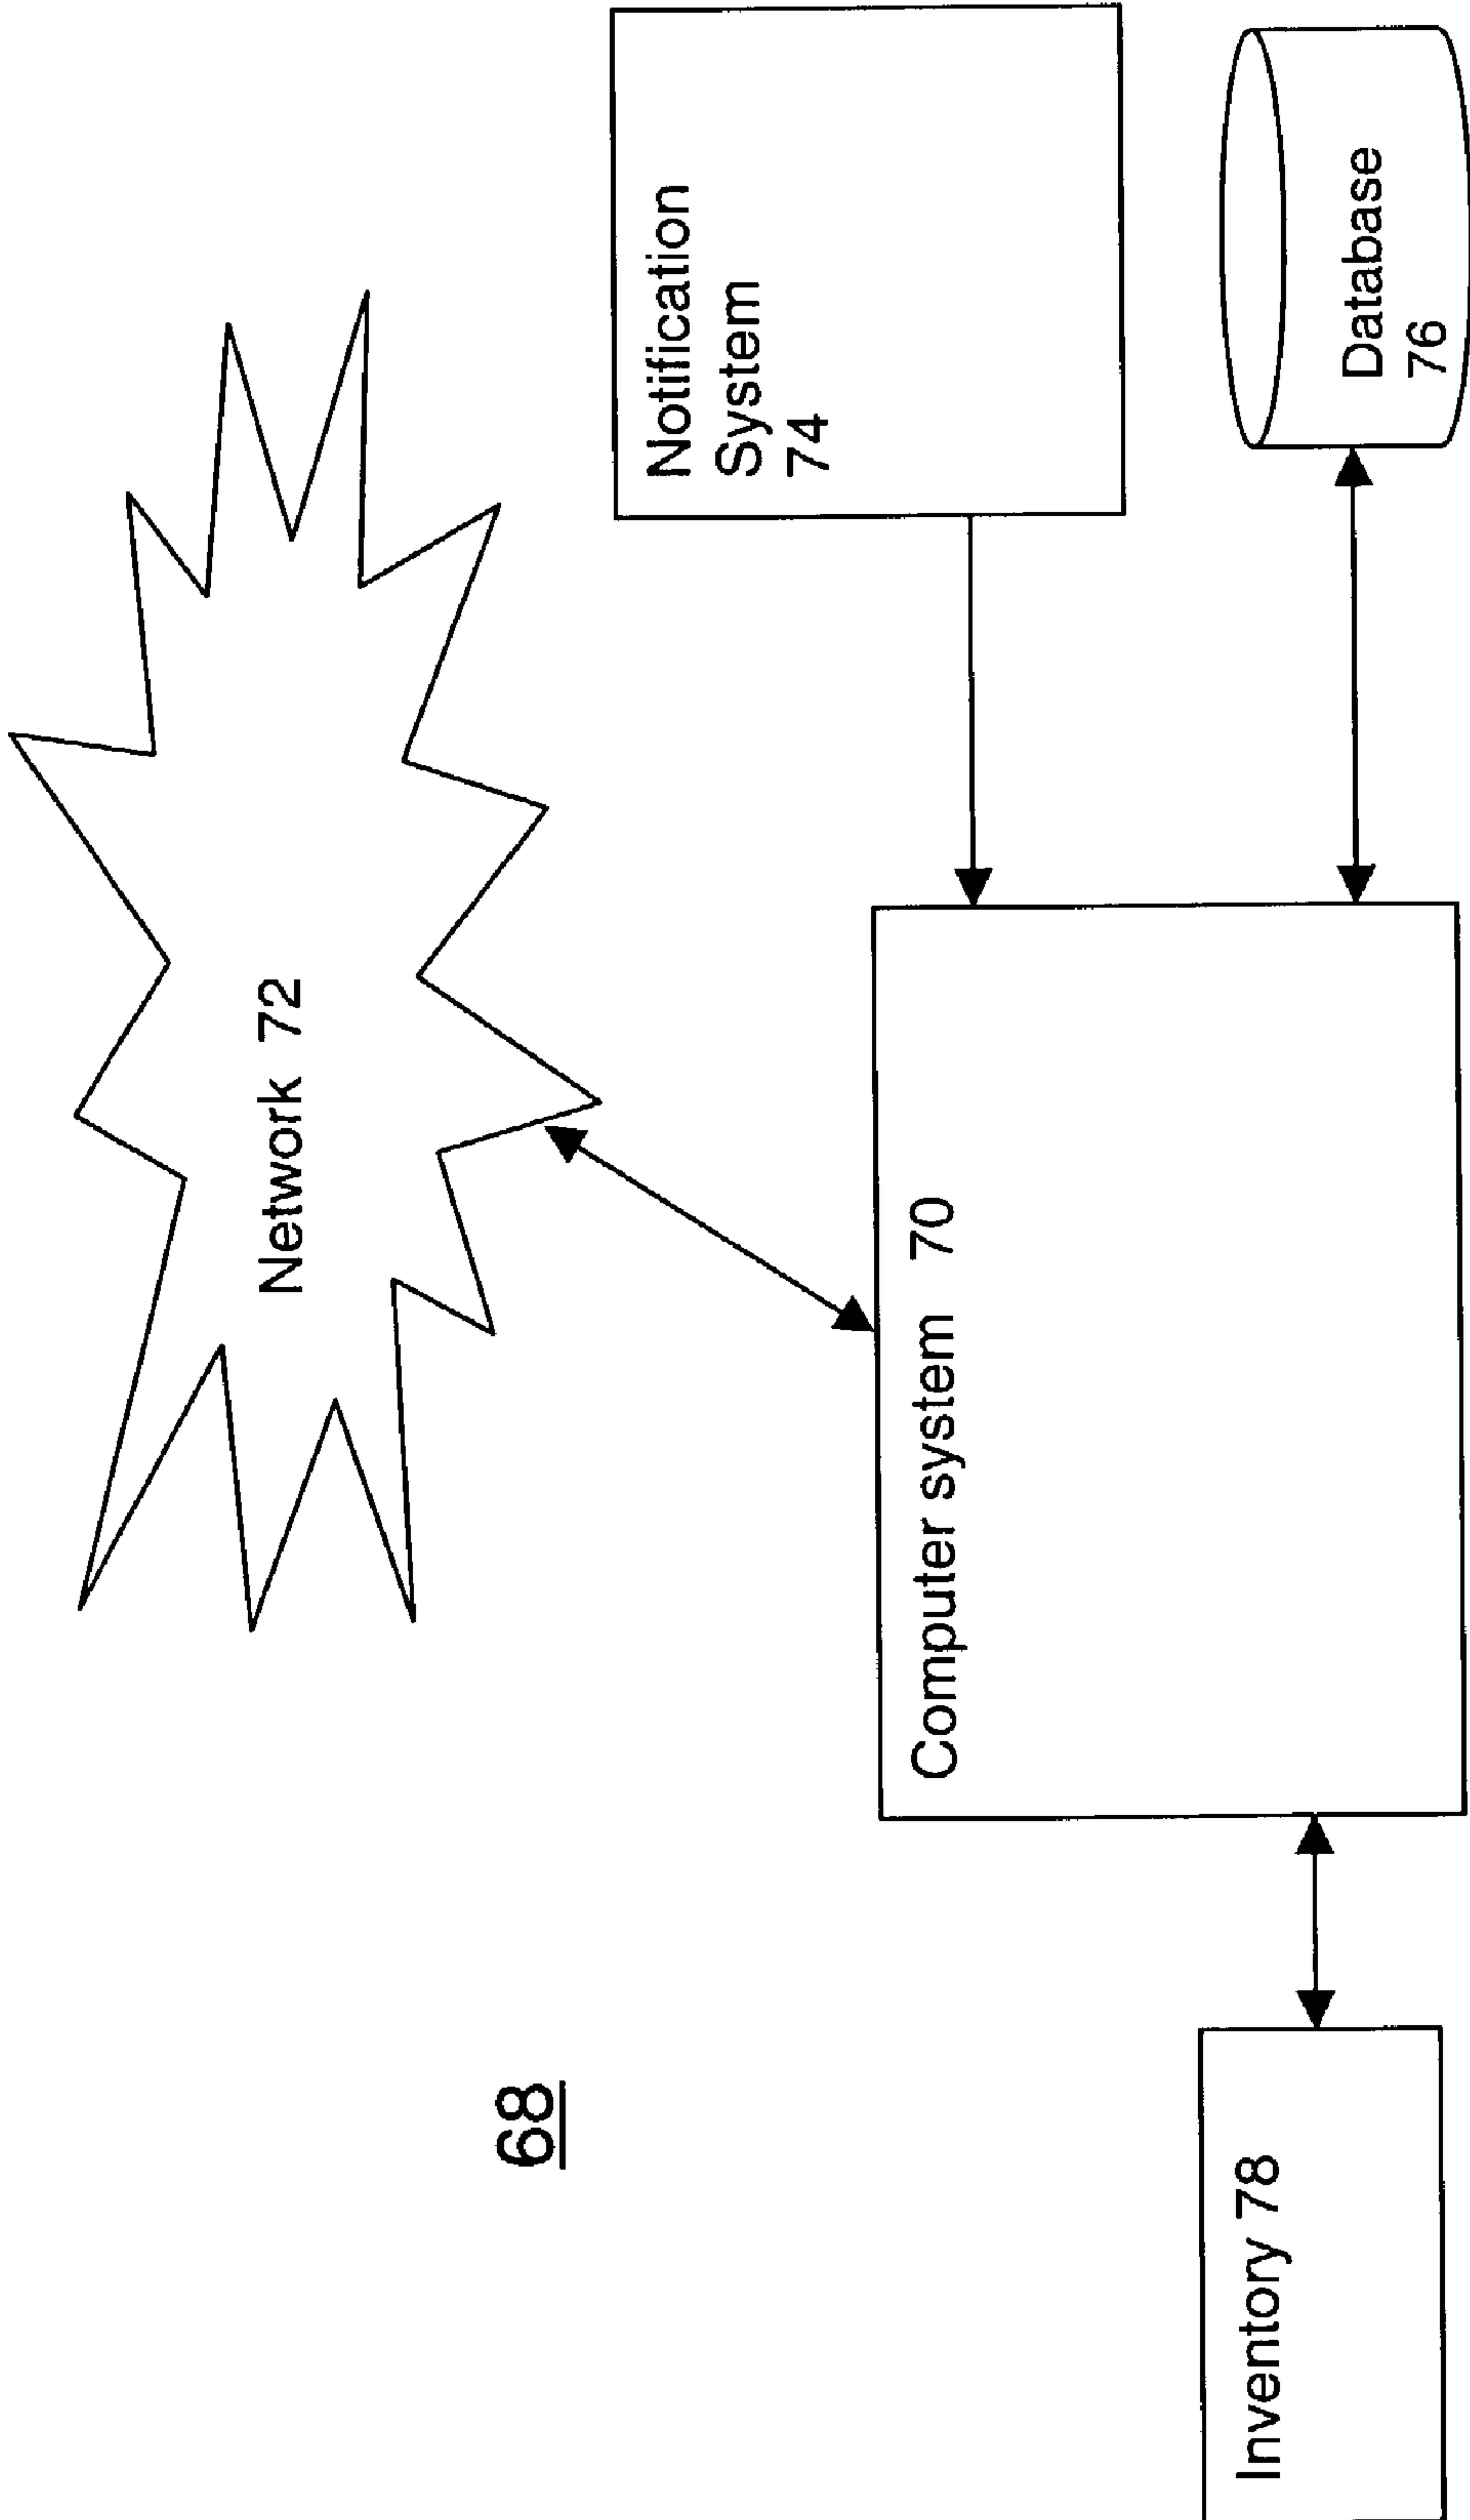 Network 72
Notification
System
74
68
Computer system 70
Database
76
Inventory 78